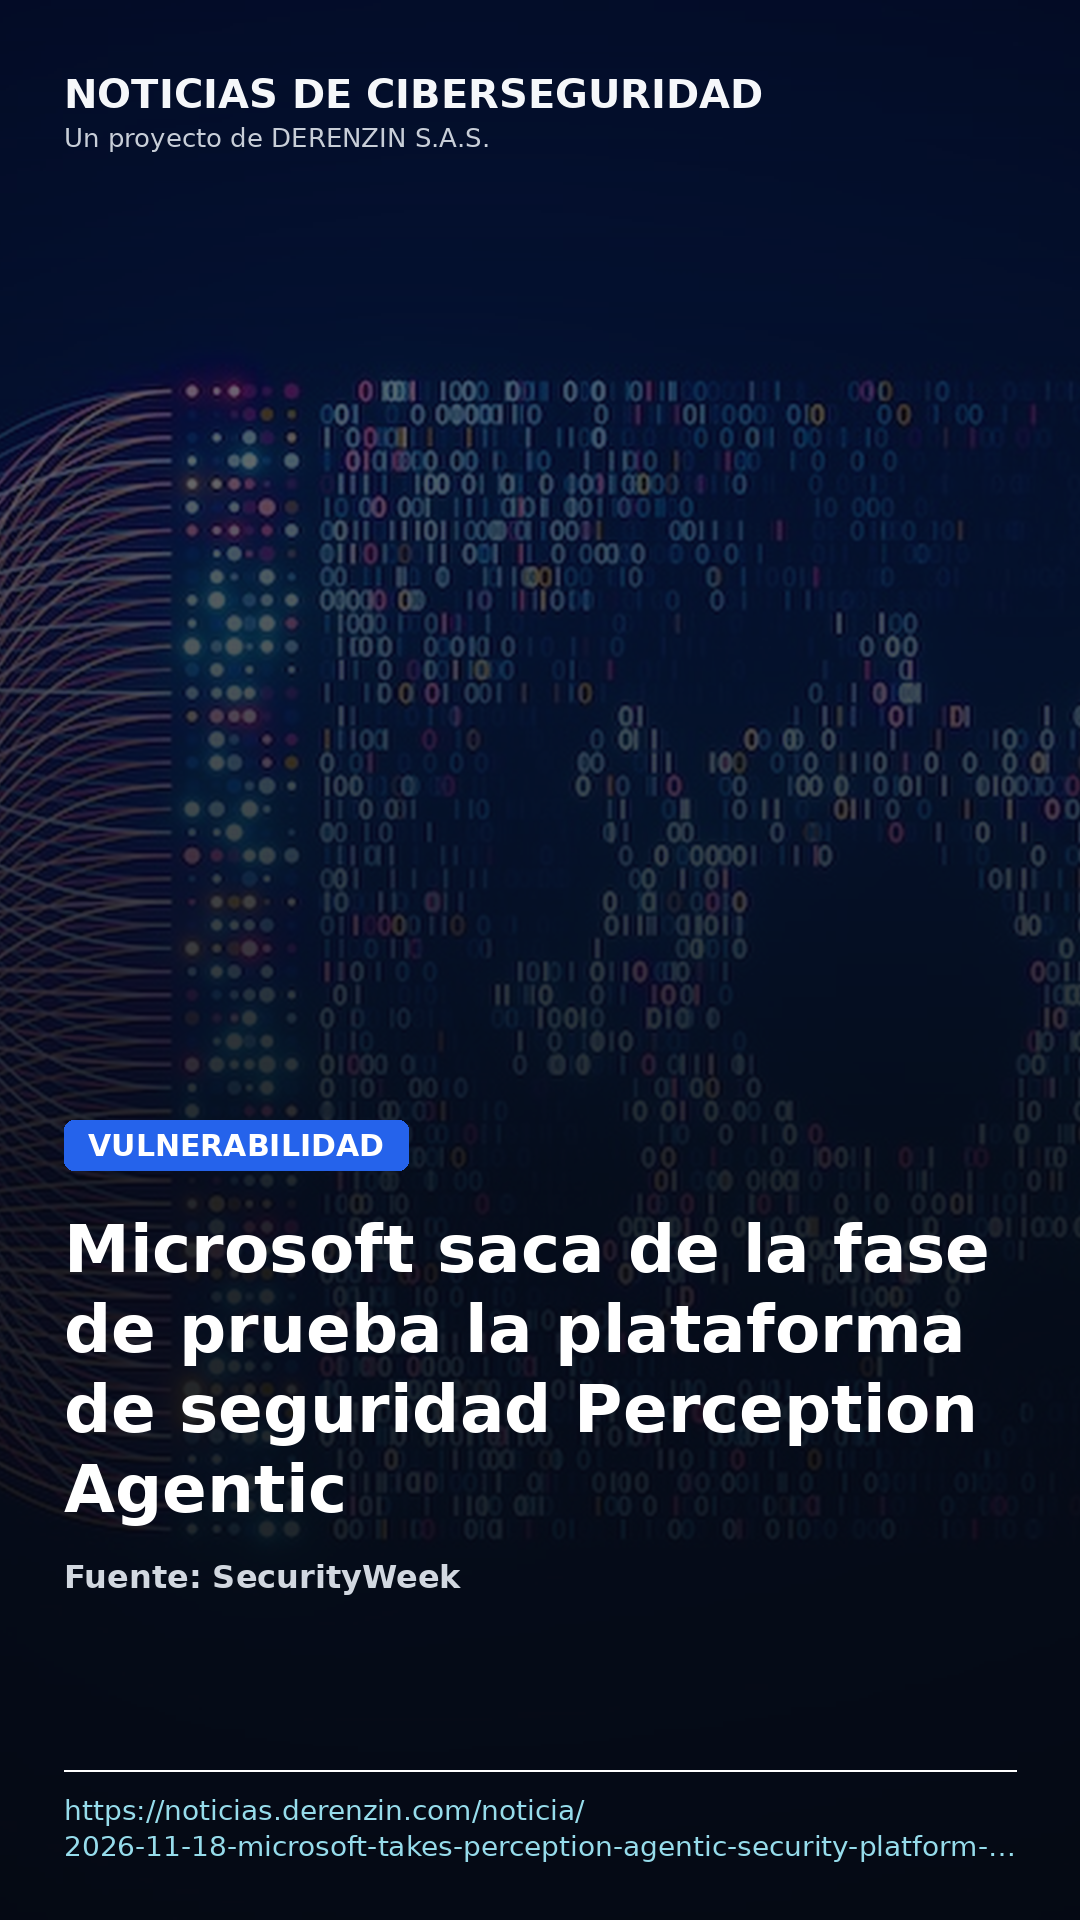 NOTICIAS DE CIBERSEGURIDAD
Un proyecto de DERENZIN S.A.S.
VULNERABILIDAD
Microsoft saca de la fase
de prueba la plataforma
de seguridad Perception
Agentic
Fuente: SecurityWeek
https://noticias.derenzin.com/noticia/
2026-11-18-microsoft-takes-perception-agentic-security-platform-...